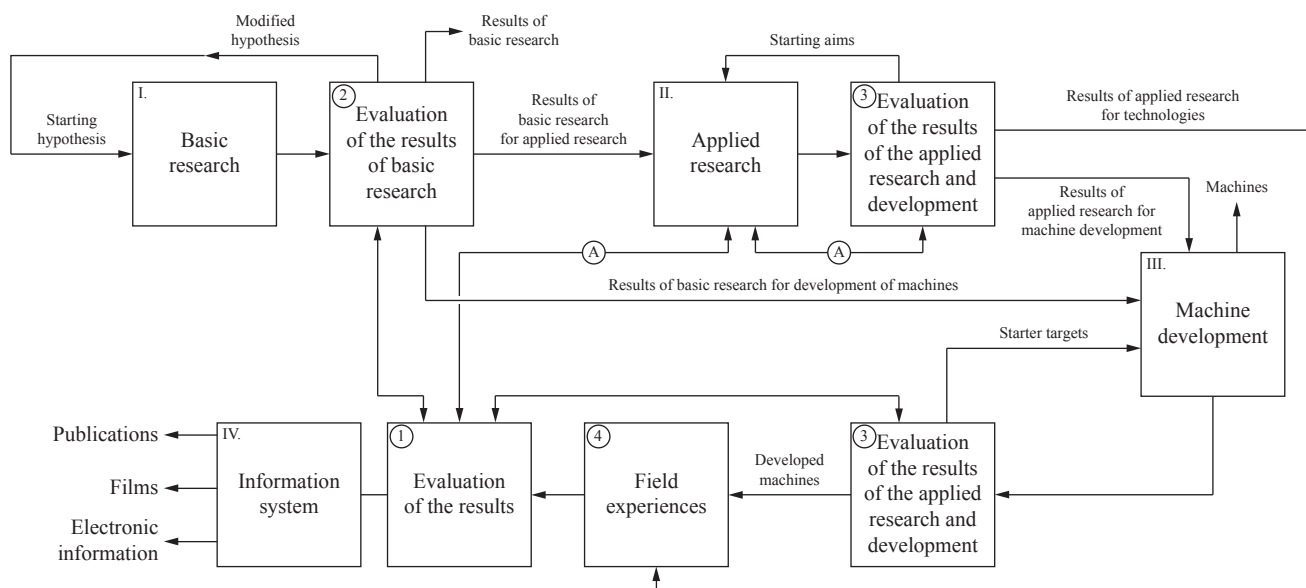 Modified
hypothesis
Results of
basic research
Starting aims
I.
Basic
research
Starting
hypothesis
2
Evaluation
of the results
of basic
research
Results of
basic research
for applied research
II.
Applied
research
3
Evaluation
of the results
of the applied
research and
development
Results of applied research
for technologies
Results of
applied research for
machine development
Machines
A
A
Results of basic research for development of machines
III.
Machine
development
Starter targets
Publications
Films
Electronic
information
IV.
Information
system
1
Evaluation
of the results
4
Field
experiences
Developed
machines
3
Evaluation
of the results
of the applied
research and
development